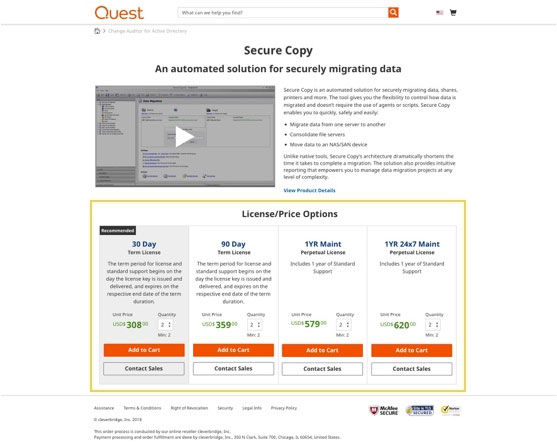 Quest
What can we help you find?
Change Auditor for Active Directory
Secure Copy
An automated solution for securely migrating data
Secure Copy is an automated solution for securely migrating data, shares,
printers and more. The tool gives you the flexibility to control how data is
migrated and doesn't require the use of agents or scripts. Secure Copy
enables you to quickly, safely and easily:
• Migrate data from one server to another
• Consolidate file servers
• Move data to an NAS/SAN device
Unlike native tools, Secure Copy's architecture dramatically shortens the
time it takes to complete a migration. The solution also provides intuitive
reporting that empowers you to manage data migration projects at any
level of complexity.
View Product Details
License/Price Options
Recommended
30 Day
Term License
The term period for license and
standard support begins on the
day the license key is issued and
delivered, and expires on the
respective end date of the term
duration.
Unit Price Quantity
USD$ 308.00 2
Min: 2
Add to Cart
Contact Sales
90 Day
Term License
The term period for license and
standard support begins on the
day the license key is issued and
delivered, and expires on the
respective end date of the term
duration.
Unit Price Quantity
USD$ 359.00 2
Min: 2
Add to Cart
Contact Sales
1YR Maint
Perpetual License
Includes 1 year of Standard
Support
Unit Price Quantity
USD$ 579.00 2
Min: 2
Add to Cart
Contact Sales
1YR 24x7 Maint
Perpetual License
Includes 1 year of Standard
Support
Unit Price Quantity
USD$ 620.00 2
Min: 2
Add to Cart
Contact Sales
Assistance Terms & Conditions Right of Revocation Security Legal Info Privacy Policy
© cleverbridge, Inc. 2018
McAfee
SECURE
Norton
This order process is conducted by our online reseller cleverbridge, Inc.
Payment processing and order fulfillment are done by cleverbridge, Inc., 350 N Clark, Suite 700, Chicago, IL 60654, United States.